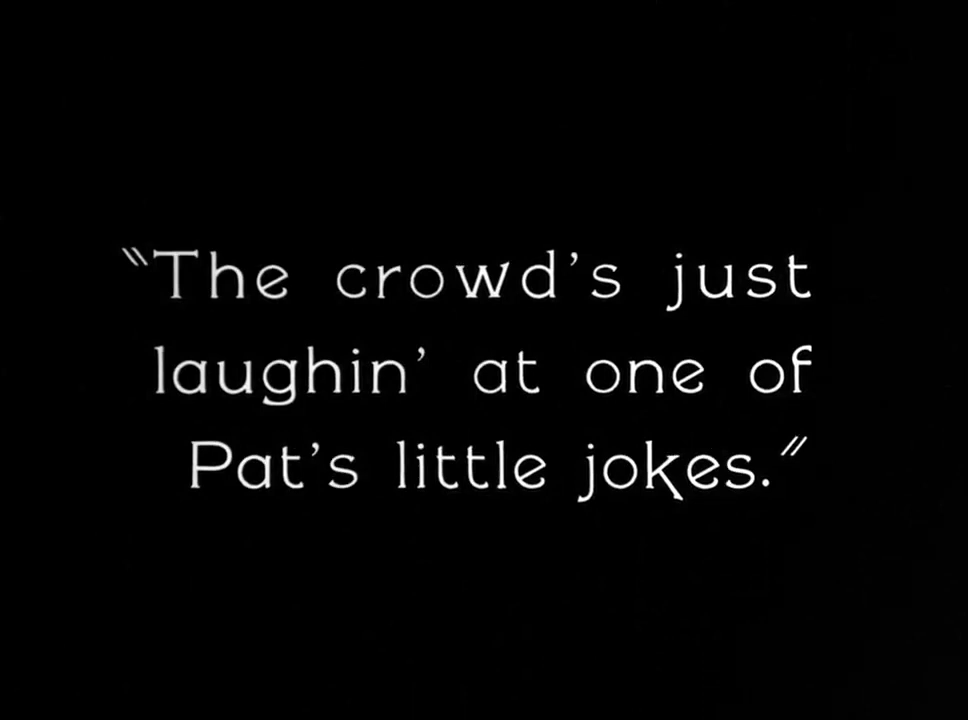 “The crowd’s just
laughin’ at one of
Pat’s little jokes.”